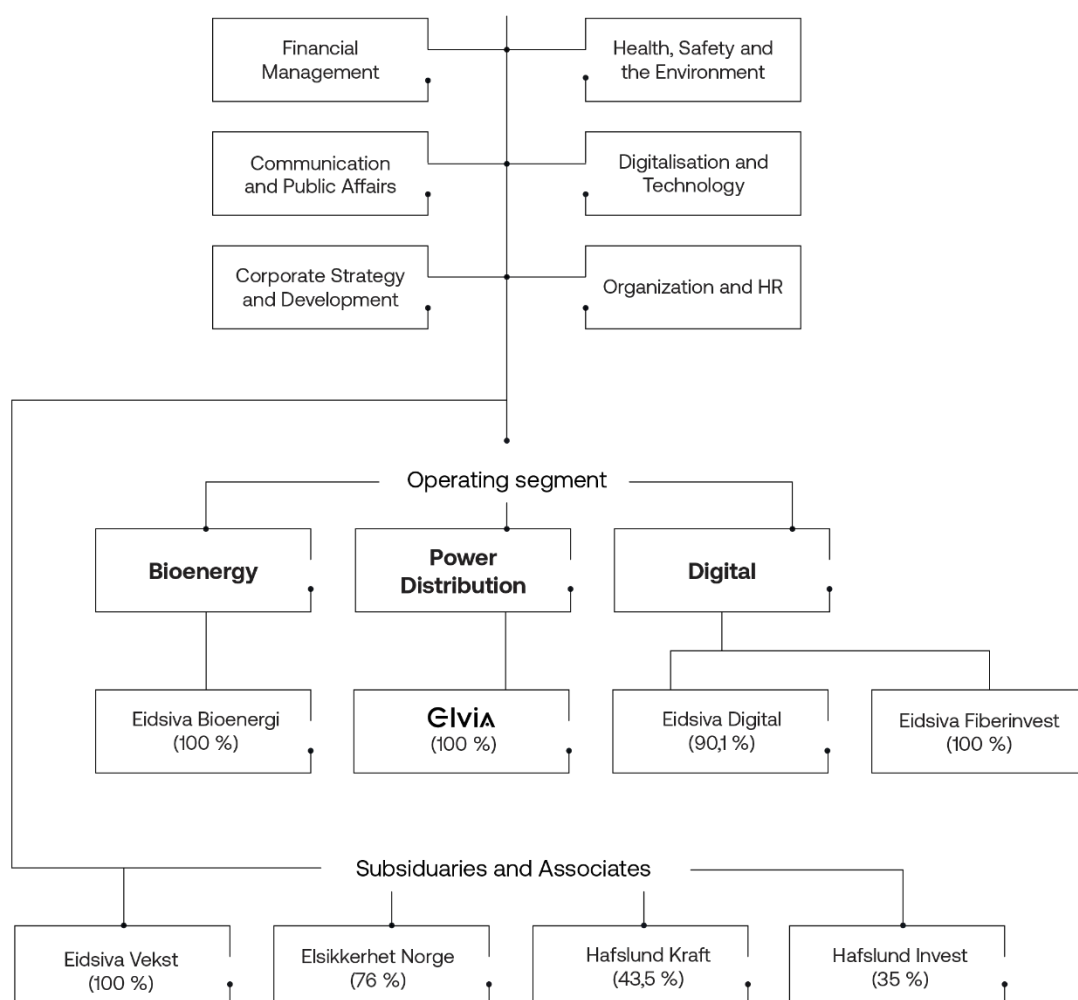 Financial
Management
Health, Safety and
the Environment
Communication
and Public Affairs
Digitalisation and
Technology
Corporate Strategy
and Development
Organization and HR
Operating segment
Bioenergy
Power
Distribution
Digital
Eidsiva Bioenergi
(100 %)
Elvia
(100 %)
Eidsiva Digital
(90,1 %)
Eidsiva Fiberinvest
(100 %)
Subsiduaries and Associates
Eidsiva Vekst
(100 %)
Elsikkerhet Norge
(76 %)
Hafslund Kraft
(43,5 %)
Hafslund Invest
(35 %)